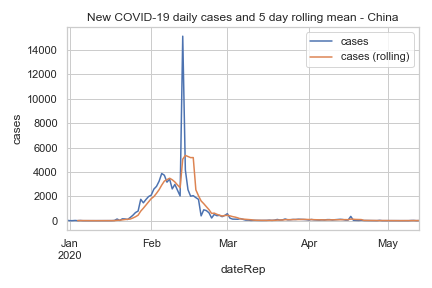 New COVID-19 daily cases and 5 day rolling mean - China
cases
cases (rolling)
14000
12000
10000
8000
6000
4000
2000
0
cases
Jan Feb Mar Apr May
2020
dateRep